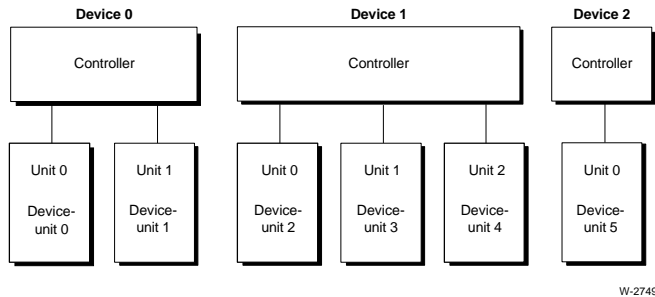 Device 0
Device 1
Device 2
Controller
Controller
Controller
Unit 0
Unit 1
Unit 0
Unit 1
Unit 2
Unit 0
Device-
unit 0
Device-
unit 1
Device-
unit 2
Device-
unit 3
Device-
unit 4
Device-
unit 5
W-2749